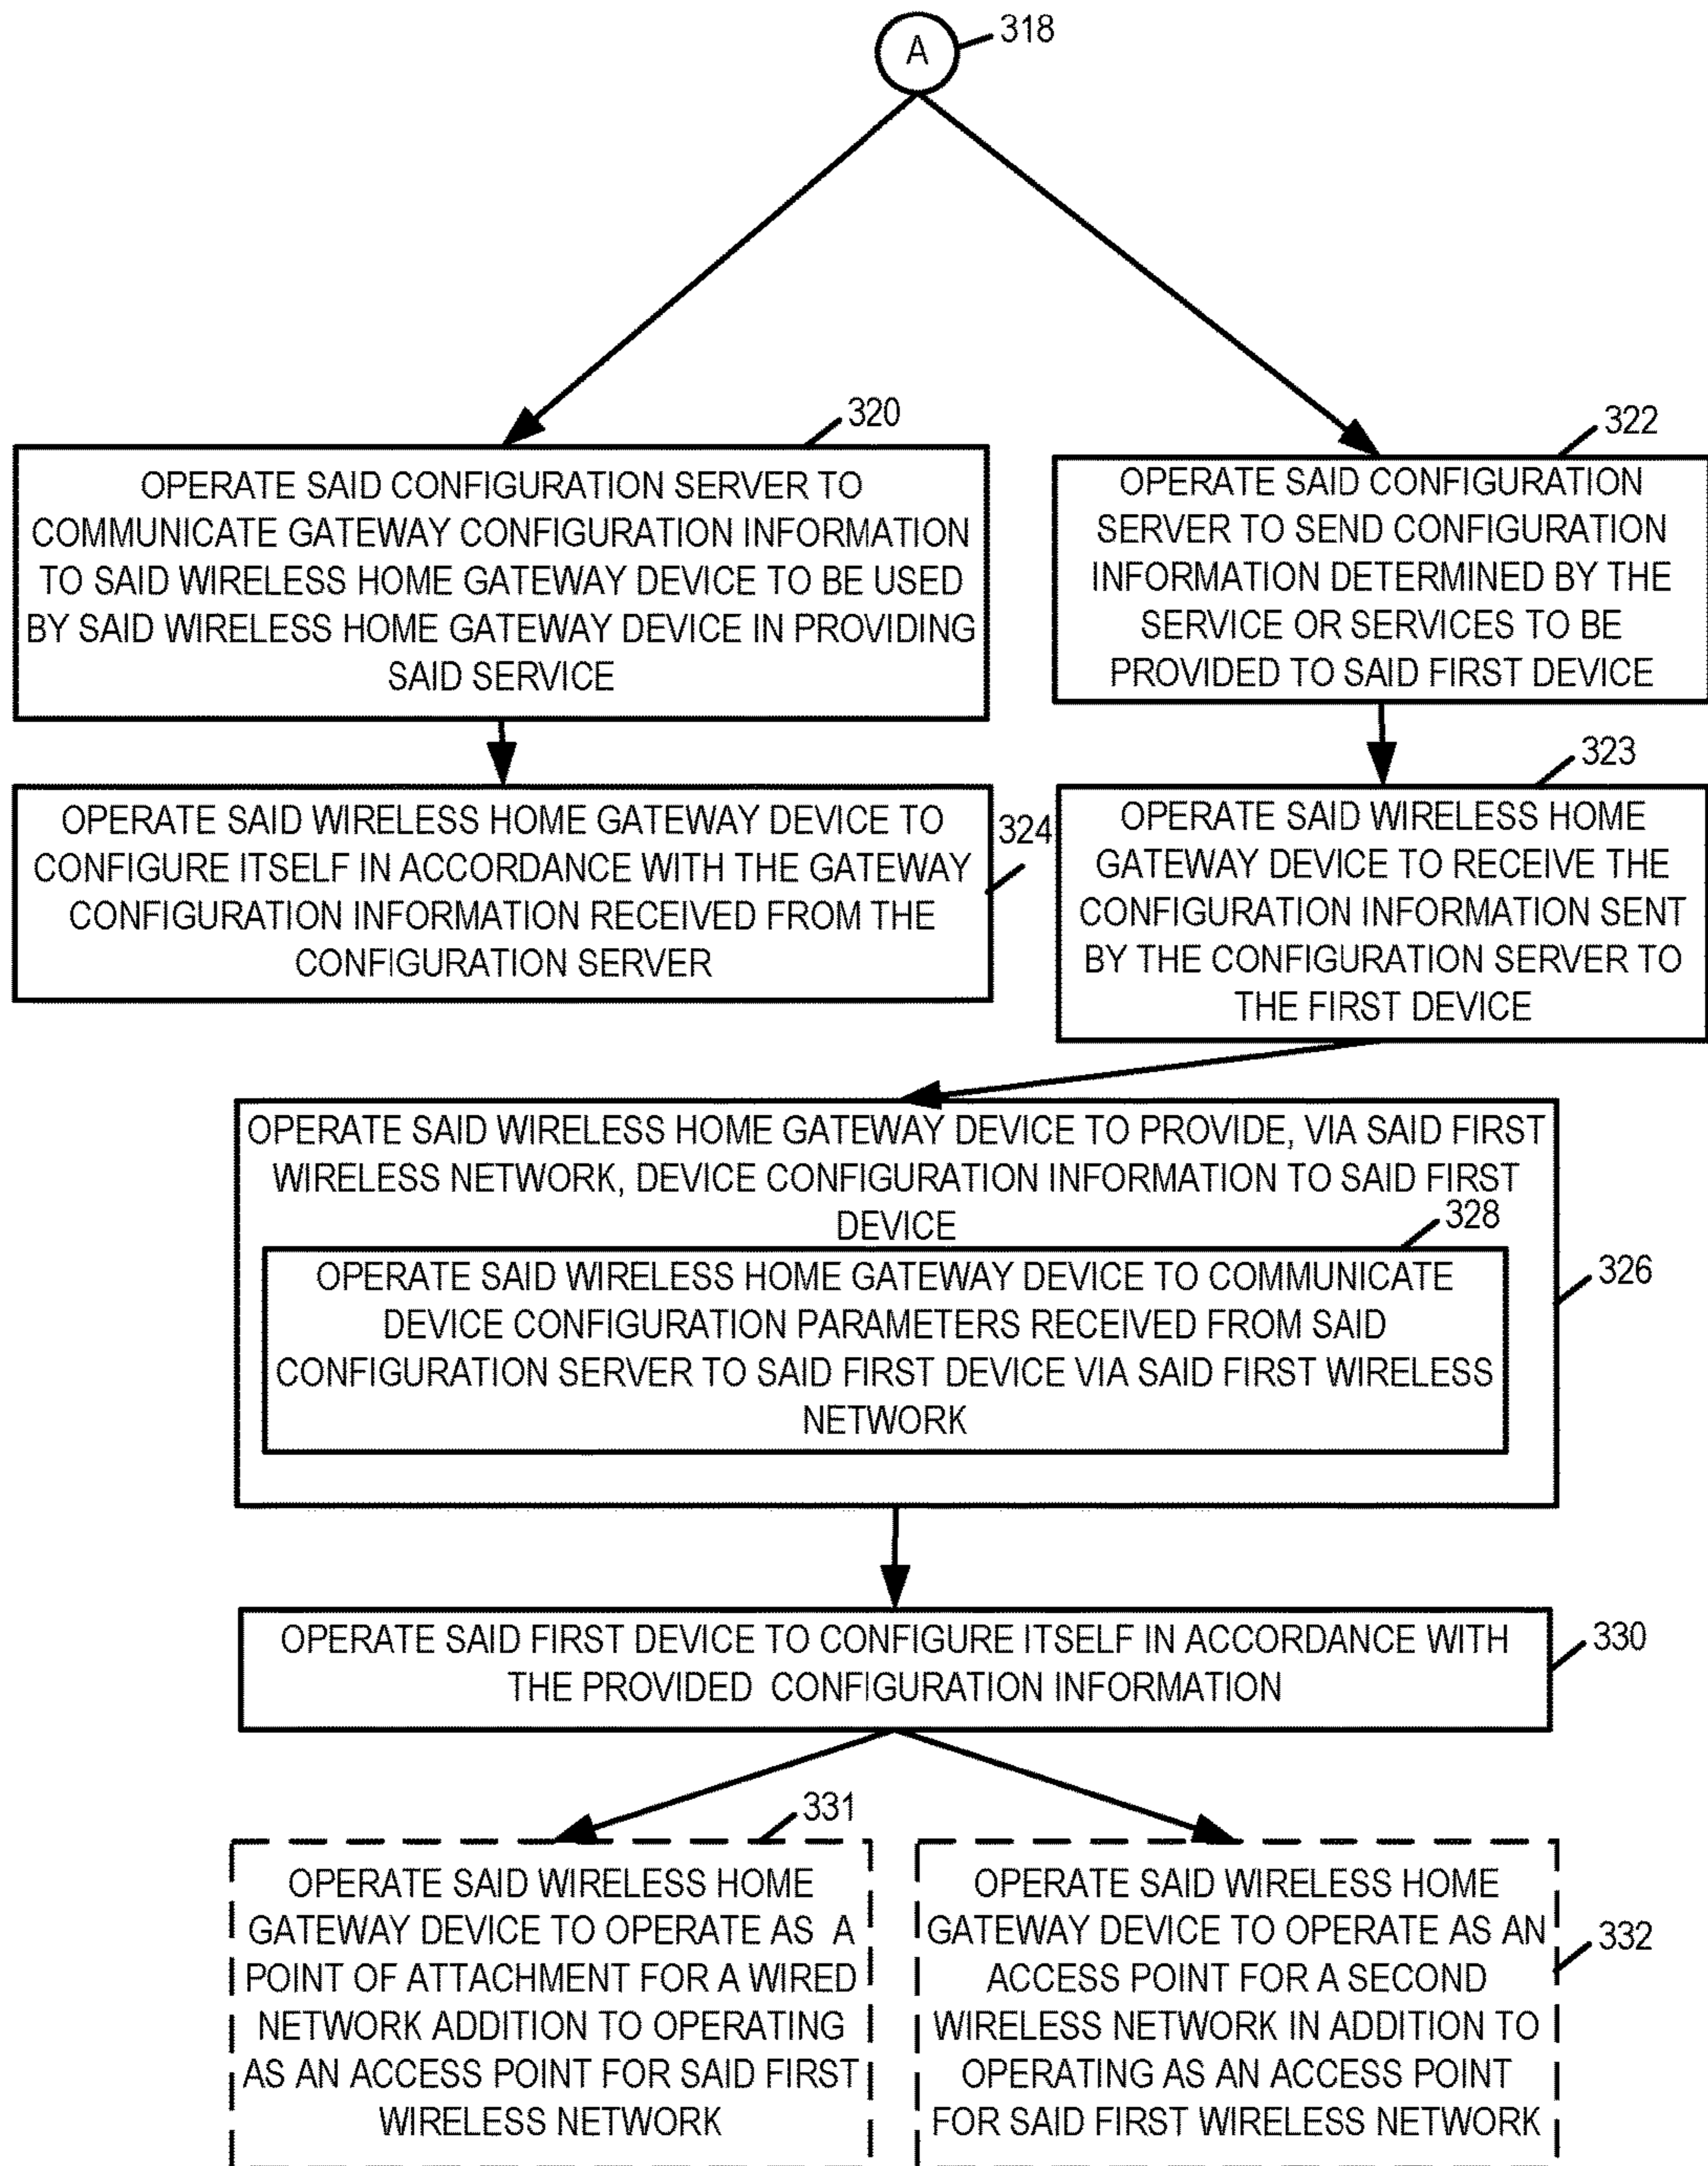 A
318
320
OPERATE SAID CONFIGURATION SERVER TO
COMMUNICATE GATEWAY CONFIGURATION INFORMATION
TO SAID WIRELESS HOME GATEWAY DEVICE TO BE USED
BY SAID WIRELESS HOME GATEWAY DEVICE IN PROVIDING
SAID SERVICE
322
OPERATE SAID CONFIGURATION
SERVER TO SEND CONFIGURATION
INFORMATION DETERMINED BY THE
SERVICE OR SERVICES TO BE
PROVIDED TO SAID FIRST DEVICE
OPERATE SAID WIRELESS HOME GATEWAY DEVICE TO
CONFIGURE ITSELF IN ACCORDANCE WITH THE GATEWAY
CONFIGURATION INFORMATION RECEIVED FROM THE
CONFIGURATION SERVER
324
323
OPERATE SAID WIRELESS HOME
GATEWAY DEVICE TO RECEIVE THE
CONFIGURATION INFORMATION SENT
BY THE CONFIGURATION SERVER TO
THE FIRST DEVICE
OPERATE SAID WIRELESS HOME GATEWAY DEVICE TO PROVIDE, VIA SAID FIRST
WIRELESS NETWORK, DEVICE CONFIGURATION INFORMATION TO SAID FIRST
DEVICE
328
OPERATE SAID WIRELESS HOME GATEWAY DEVICE TO COMMUNICATE
DEVICE CONFIGURATION PARAMETERS RECEIVED FROM SAID
CONFIGURATION SERVER TO SAID FIRST DEVICE VIA SAID FIRST WIRELESS
NETWORK
326
OPERATE SAID FIRST DEVICE TO CONFIGURE ITSELF IN ACCORDANCE WITH
THE PROVIDED CONFIGURATION INFORMATION
330
331
OPERATE SAID WIRELESS HOME
GATEWAY DEVICE TO OPERATE AS A
POINT OF ATTACHMENT FOR A WIRED
NETWORK ADDITION TO OPERATING
AS AN ACCESS POINT FOR SAID FIRST
WIRELESS NETWORK
OPERATE SAID WIRELESS HOME
GATEWAY DEVICE TO OPERATE AS AN
ACCESS POINT FOR A SECOND
WIRELESS NETWORK IN ADDITION TO
OPERATING AS AN ACCESS POINT
FOR SAID FIRST WIRELESS NETWORK
332